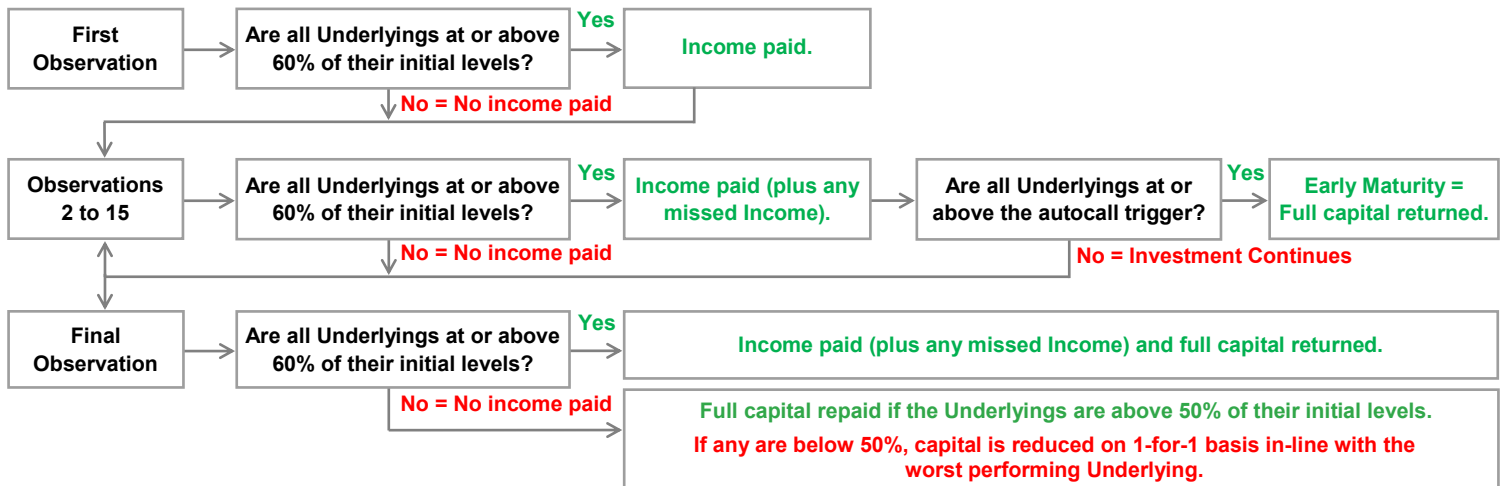 First
Observation
Are all Underlyings at or above
60% of their initial levels?
Yes
Income paid.
No = No income paid
Observations
2 to 15
Are all Underlyings at or above
60% of their initial levels?
Yes
Income paid (plus any
missed Income).
Are all Underlyings at or
above the autocall trigger?
Yes
Early Maturity =
Full capital returned.
No = No income paid
No = Investment Continues
Final
Observation
Are all Underlyings at or above
60% of their initial levels?
Yes
Income paid (plus any missed Income) and full capital returned.
No = No income paid
Full capital repaid if the Underlyings are above 50% of their initial levels.
If any are below 50%, capital is reduced on 1-for-1 basis in-line with the
worst performing Underlying.